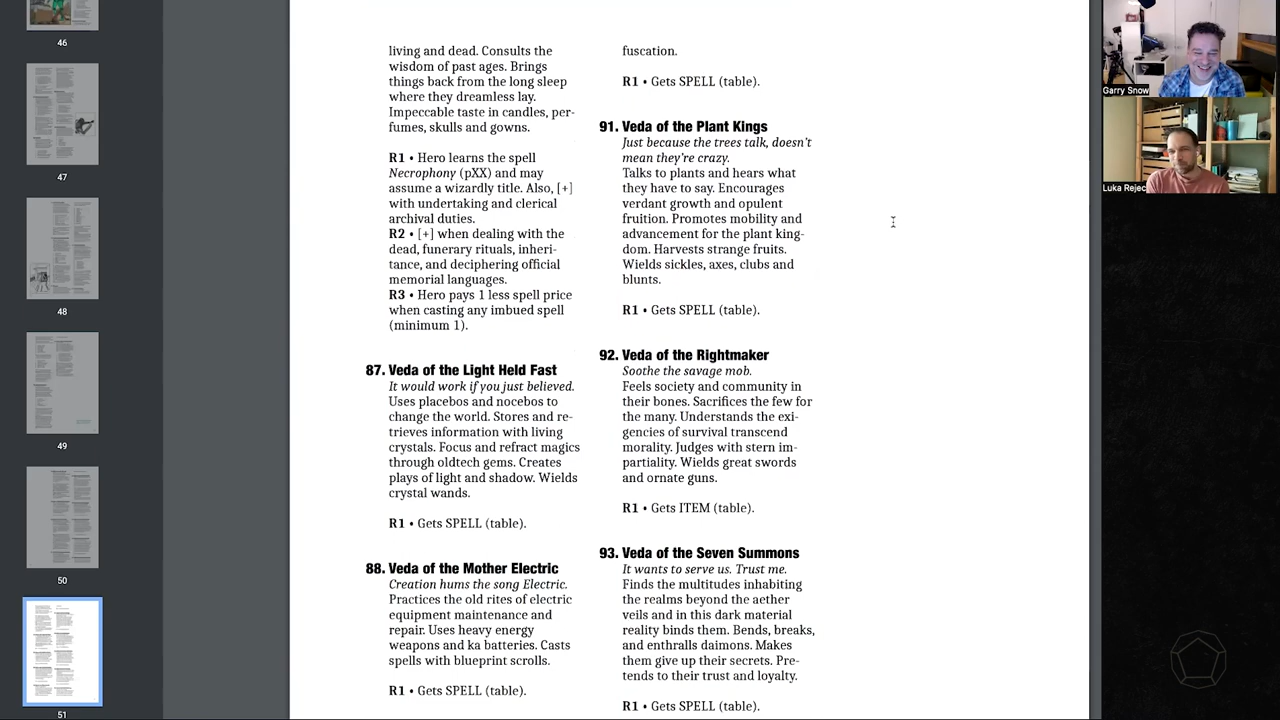 46
47
48
49
50
51
living and dead. Consults the
wisdom of past ages. Brings
things back from the long sleep
where they dreamless lay.
Impeccable taste in candles, per-
fumes, skulls and gowns.
R1 • Hero learns the spell
Necrophony (pXX) and may
assume a wizardly title. Also, [+]
with undertaking and clerical
archival duties.
R2 • [+] when dealing with the
dead, funerary rituals, inheri-
tance, and deciphering official
memorial languages.
R3 • Hero pays 1 less spell price
when casting any imbued spell
(minimum 1).
87. Veda of the Light Held Fast
It would work if you just believed.
Uses placebos and nocebos to
change the world. Stores and re-
trieves information with living
crystals. Focus and refract magics
through oldtech gems. Creates
plays of light and shadow. Wields
crystal wands.
R1 • Gets SPELL (table).
88. Veda of the Mother Electric
Creation hums the song Electric.
Practices the old rites of electric
equipment maintenance and
repair. Uses heavy energy
weapons and ka batteries. Casts
spells with blueprint scrolls.
R1 • Gets SPELL (table).
fuscation.
R1 • Gets SPELL (table).
91. Veda of the Plant Kings
Just because the trees talk, doesn't
mean they're crazy.
Talks to plants and hears what
they have to say. Encourages
verdant growth and opulent
fruition. Promotes mobility and
advancement for the plant king-
dom. Harvests strange fruits.
Wields sickles, axes, clubs and
blunts.
R1 • Gets SPELL (table).
92. Veda of the Rightmaker
Soothe the savage mob.
Feels society and community in
their bones. Sacrifices the few for
the many. Understands the exi-
gencies of survival transcend
morality. Judges with stern im-
partiality. Wields great swords
and ornate guns.
R1 • Gets ITEM (table).
93. Veda of the Seven Summons
It wants to serve us. Trust me.
Finds the multitudes inhabiting
the realms beyond the aether
veils and in this dark material
reality binds them. Bends, breaks,
and enthralls daimons. Makes
them give up their secrets. Pre-
tends to their trust and loyalty.
R1 • Gets SPELL (table).
Garry Snow
Luka Rejec